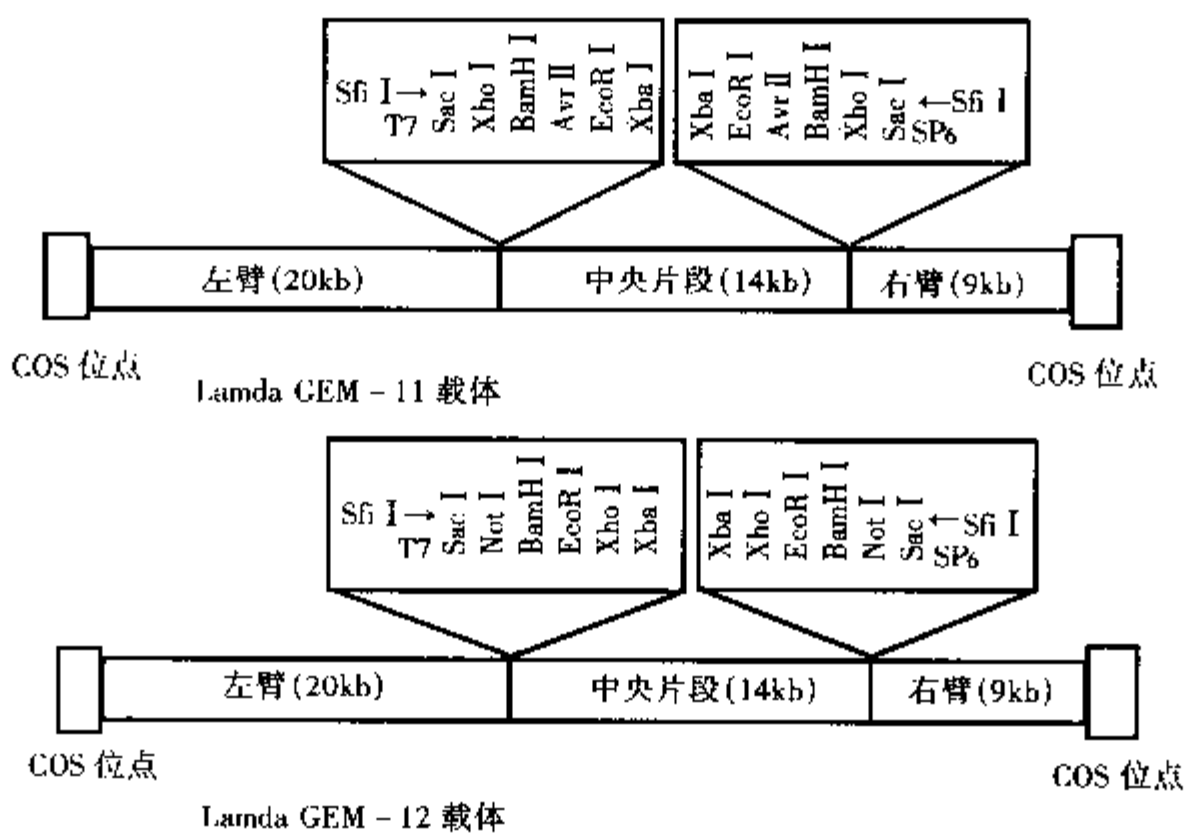 Sfi I→ Sac I Xho I BamH I Avr II EcoR I Xba I
T7
Xba I EcoR I Avr II BamH I Xho I Sac I ←Sfi I
SP6
左臂(20kb) 中央片段(14kb) 右臂(9kb)
COS 位点 COS 位点
Lamda GEM-11 载体
Sfi I→ Sac I Not I BamH I EcoR I Xho I Xba I
T7
Xba I Xho I EcoR I BamH I Not I Sac I ←Sfi I
SP6
左臂(20kb) 中央片段(14kb) 右臂(9kb)
COS 位点 COS 位点
Lamda GEM-12 载体